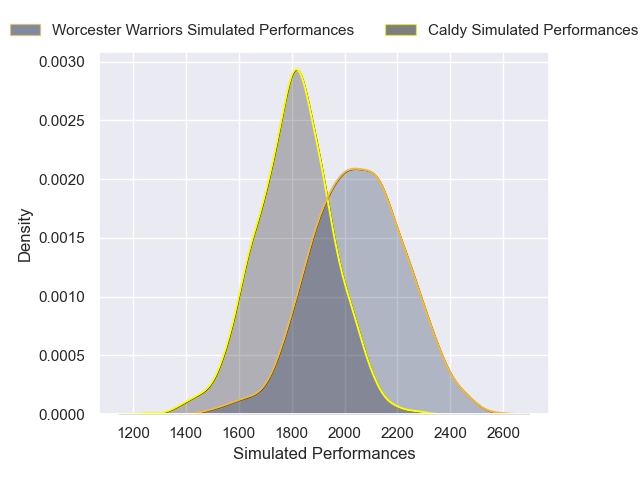 Worcester Warriors Simulated Performances Caldy Simulated Performances
0.0030
0.0025
0.0020
0.0015
0.0010
0.0005
0.0000
Density
1200 1400 1600 1800 2000 2200 2400 2600
Simulated Performances